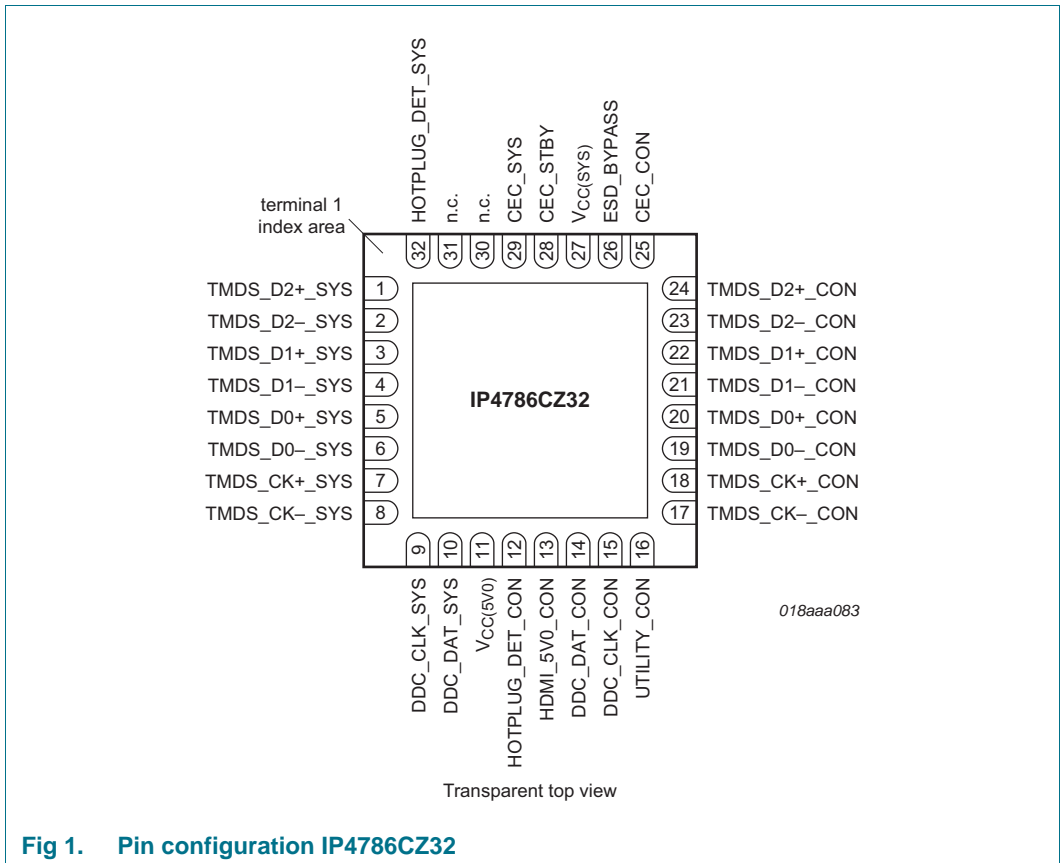 HOTPLUG_DET_SYS
n.c.
n.c.
CEC_SYS
CEC_STBY
VCC(SYS)
ESD_BYPASS
CEC_CON
terminal 1
index area
32 31 30 29 28 27 26 25
TMDS_D2+_SYS 1 24 TMDS_D2+_CON
TMDS_D2–_SYS 2 23 TMDS_D2–_CON
TMDS_D1+_SYS 3 22 TMDS_D1+_CON
TMDS_D1–_SYS 4 21 TMDS_D1–_CON
IP4786CZ32
TMDS_D0+_SYS 5 20 TMDS_D0+_CON
TMDS_D0–_SYS 6 19 TMDS_D0–_CON
TMDS_CK+_SYS 7 18 TMDS_CK+_CON
TMDS_CK–_SYS 8 17 TMDS_CK–_CON
9 10 11 12 13 14 15 16
DDC_CLK_SYS
DDC_DAT_SYS
VCC(5V0)
HOTPLUG_DET_CON
HDMI_5V0_CON
DDC_DAT_CON
DDC_CLK_CON
UTILITY_CON
018aaa083
Transparent top view
Fig 1. Pin configuration IP4786CZ32